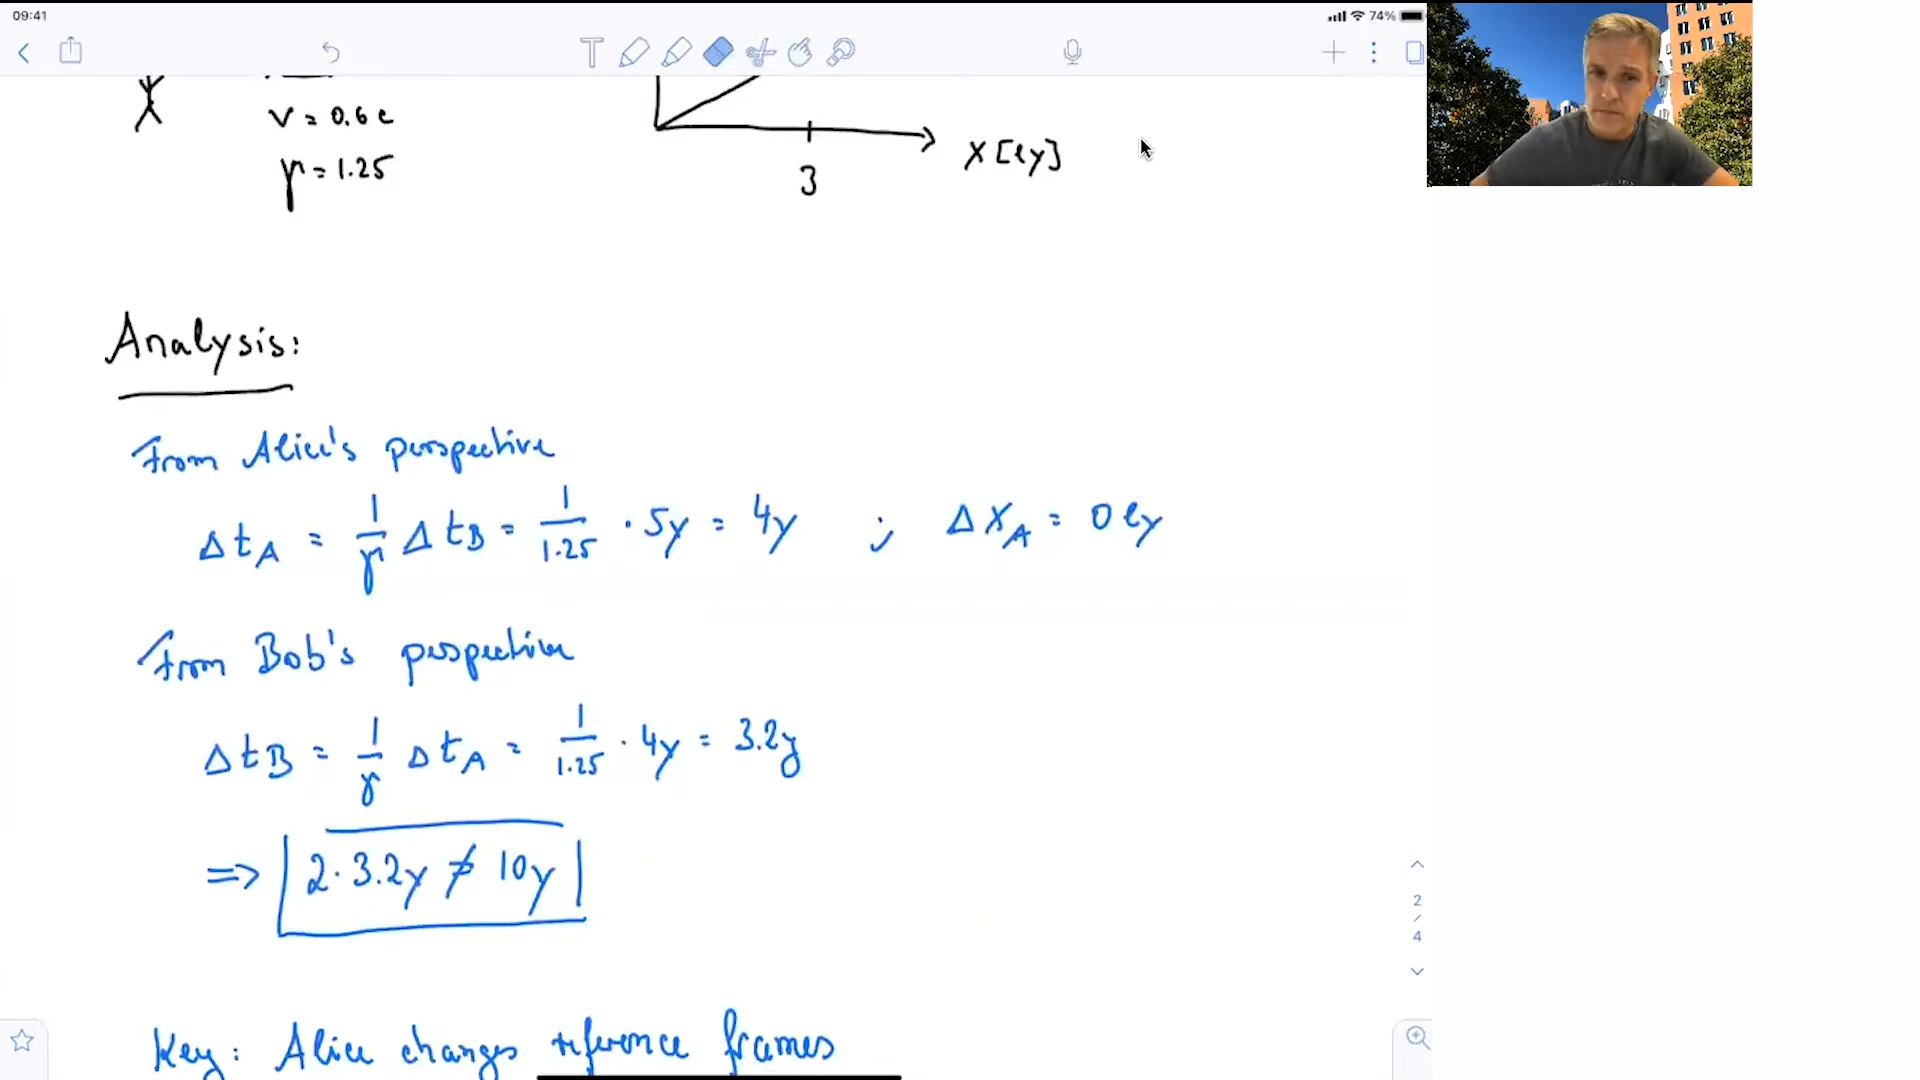 09:41
74%
v = 0.6 c
γ = 1.25
x [ly]
3
Analysis:
From Alice's perspective
Δt_A = 1/γ Δt_B = 1/1.25 · 5y = 4y ; Δx_A = 0 ly
From Bob's perspective
Δt_B = 1/γ Δt_A = 1/1.25 · 4y = 3.2y
=> 2 · 3.2y ≠ 10y
2
/
4
Key: Alice changes reference frames